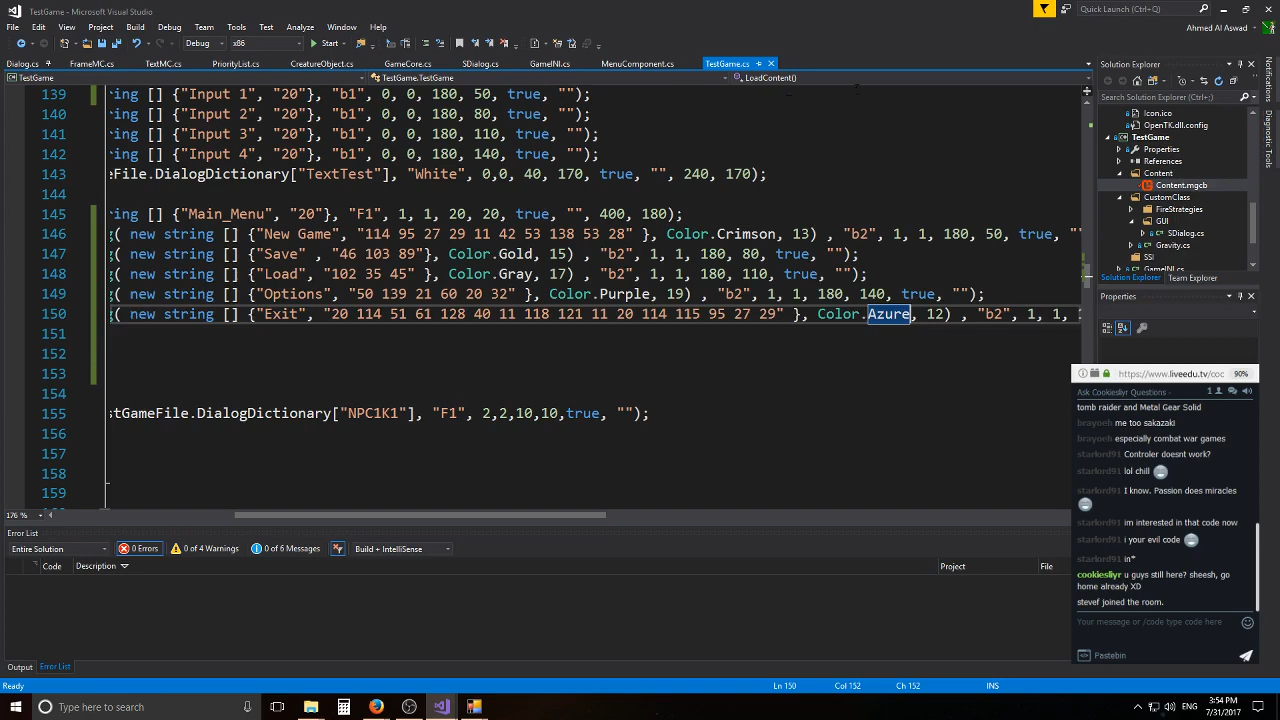 TestGame - Microsoft Visual Studio
Quick Launch (Ctrl+Q)
File Edit View Project Build Debug Team Tools Architecture Test Analyze Window Help
Ahmed Al Aswad
Debug x86 Start
Dialog.cs FrameMC.cs TextMC.cs PriorityList.cs CreatureObject.cs GameCore.cs SDialog.cs GameINI.cs MenuComponent.cs TestGame.cs
TestGame TestGame.TestGame LoadContent()
139 ring [] {"Input 1", "20"}, "b1", 0, 0, 180, 50, true, "");
140 ring [] {"Input 2", "20"}, "b1", 0, 0, 180, 80, true, "");
141 ring [] {"Input 3", "20"}, "b1", 0, 0, 180, 110, true, "");
142 ring [] {"Input 4", "20"}, "b1", 0, 0, 180, 140, true, "");
143 eFile.DialogDictionary["TextTest"], "White", 0,0, 40, 170, true, "", 240, 170);
144
145 ring [] {"Main_Menu", "20"}, "F1", 1, 1, 20, 20, true, "", 400, 180);
146 g( new string [] {"New Game", "114 95 27 29 11 42 53 138 53 28" }, Color.Crimson, 13) , "b2", 1, 1, 180, 50, true, ""
147 g( new string [] {"Save" , "46 103 89"}, Color.Gold, 15) , "b2", 1, 1, 180, 80, true, "");
148 g( new string [] {"Load", "102 35 45" }, Color.Gray, 17) , "b2", 1, 1, 180, 110, true, "");
149 g( new string [] {"Options", "50 139 21 60 20 32" }, Color.Purple, 19) , "b2", 1, 1, 180, 140, true, "");
150 g( new string [] {"Exit", "20 114 51 61 128 40 11 118 121 11 20 114 115 95 27 29" }, Color.Azure, 12) , "b2", 1, 1, 1
151
152
153
154
155 stGameFile.DialogDictionary["NPC1K1"], "F1", 2,2,10,10,true, "");
156
157
158
159
176 %
Solution Explorer
Search Solution Explorer (Ctrl+;)
Icon.ico
OpenTK.dll.config
TestGame
Properties
References
Content
Content.mgcb
CustomClass
FireStrategies
GUI
SDialog.cs
Gravity.cs
SSI
GameINI.cs
Solution Explorer Team Explorer
Properties
Notifications
Diagnostic Tools
https://www.liveedu.tv/coc 90%
Ask Cookieslyr Questions - 1
tomb raider and Metal Gear Solid
brayoeh me too sakazaki
brayoeh especially combat war games
starlord91 Controler doesnt work?
starlord91 lol chill
starlord91 I know. Passion does miracles
starlord91 im interested in that code now
starlord91 i your evil code
starlord91 in*
cookiesliyr u guys still here? sheesh, go
home already XD
stevef joined the room.
Your message or /code type code here
Pastebin
Error List
Entire Solution 0 Errors 0 of 4 Warnings 0 of 6 Messages Build + IntelliSense
Code Description Project File
Output Error List
Ready Ln 150 Col 152 Ch 152 INS
Type here to search
ENG
3:54 PM
7/31/2017